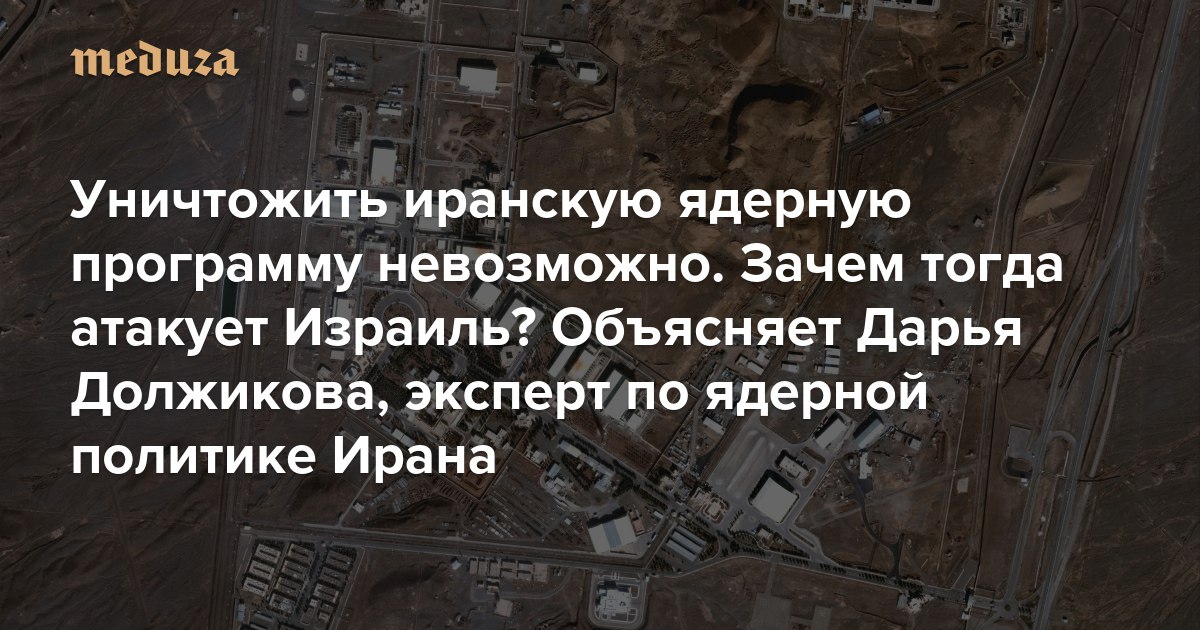 meduza
Уничтожить иранскую ядерную
программу невозможно. Зачем тогда
атакует Израиль? Объясняет Дарья
Должикова, эксперт по ядерной
политике Ирана